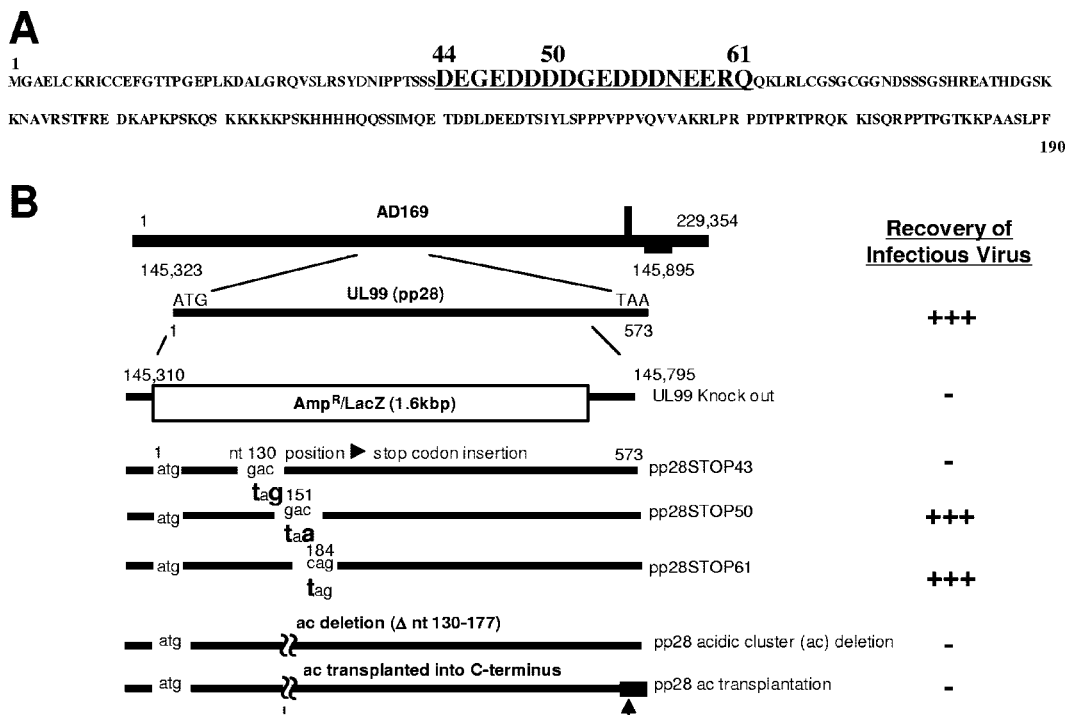 A
1 44 50 61
MGAELCKRICCEFGTTPGEPLKDALGRQVSLRSYDNIPPTSSSDEGEDDDDGEDDDNEERQQKLRLCGSGCGGNDSSSGSHREATHDGSK
KNAVRSTFRE DKAPKPSKQS KKKKKPSKHHHHQQSSIMQE TDDLDEEDTSIYLSPPPVPPVQVVAKRLPRP PDTPRTPRQK KISQRPPTPGTKKPAASLPF
190
B
1 AD169 229,354
Recovery of
Infectious Virus
145,323 145,895
ATG UL99 (pp28) TAA
1 573 +++
145,310 145,795
AmpR/LacZ (1.6kbp) UL99 Knock out -
1 nt 130 position ► stop codon insertion 573
atg gac pp28STOP43 -
tag 151
atg gac pp28STOP50 +++
taa
184
atg cag pp28STOP61 +++
tag
ac deletion (Δ nt 130-177)
atg pp28 acidic cluster (ac) deletion -
ac transplanted into C-terminus
atg pp28 ac transplantation -